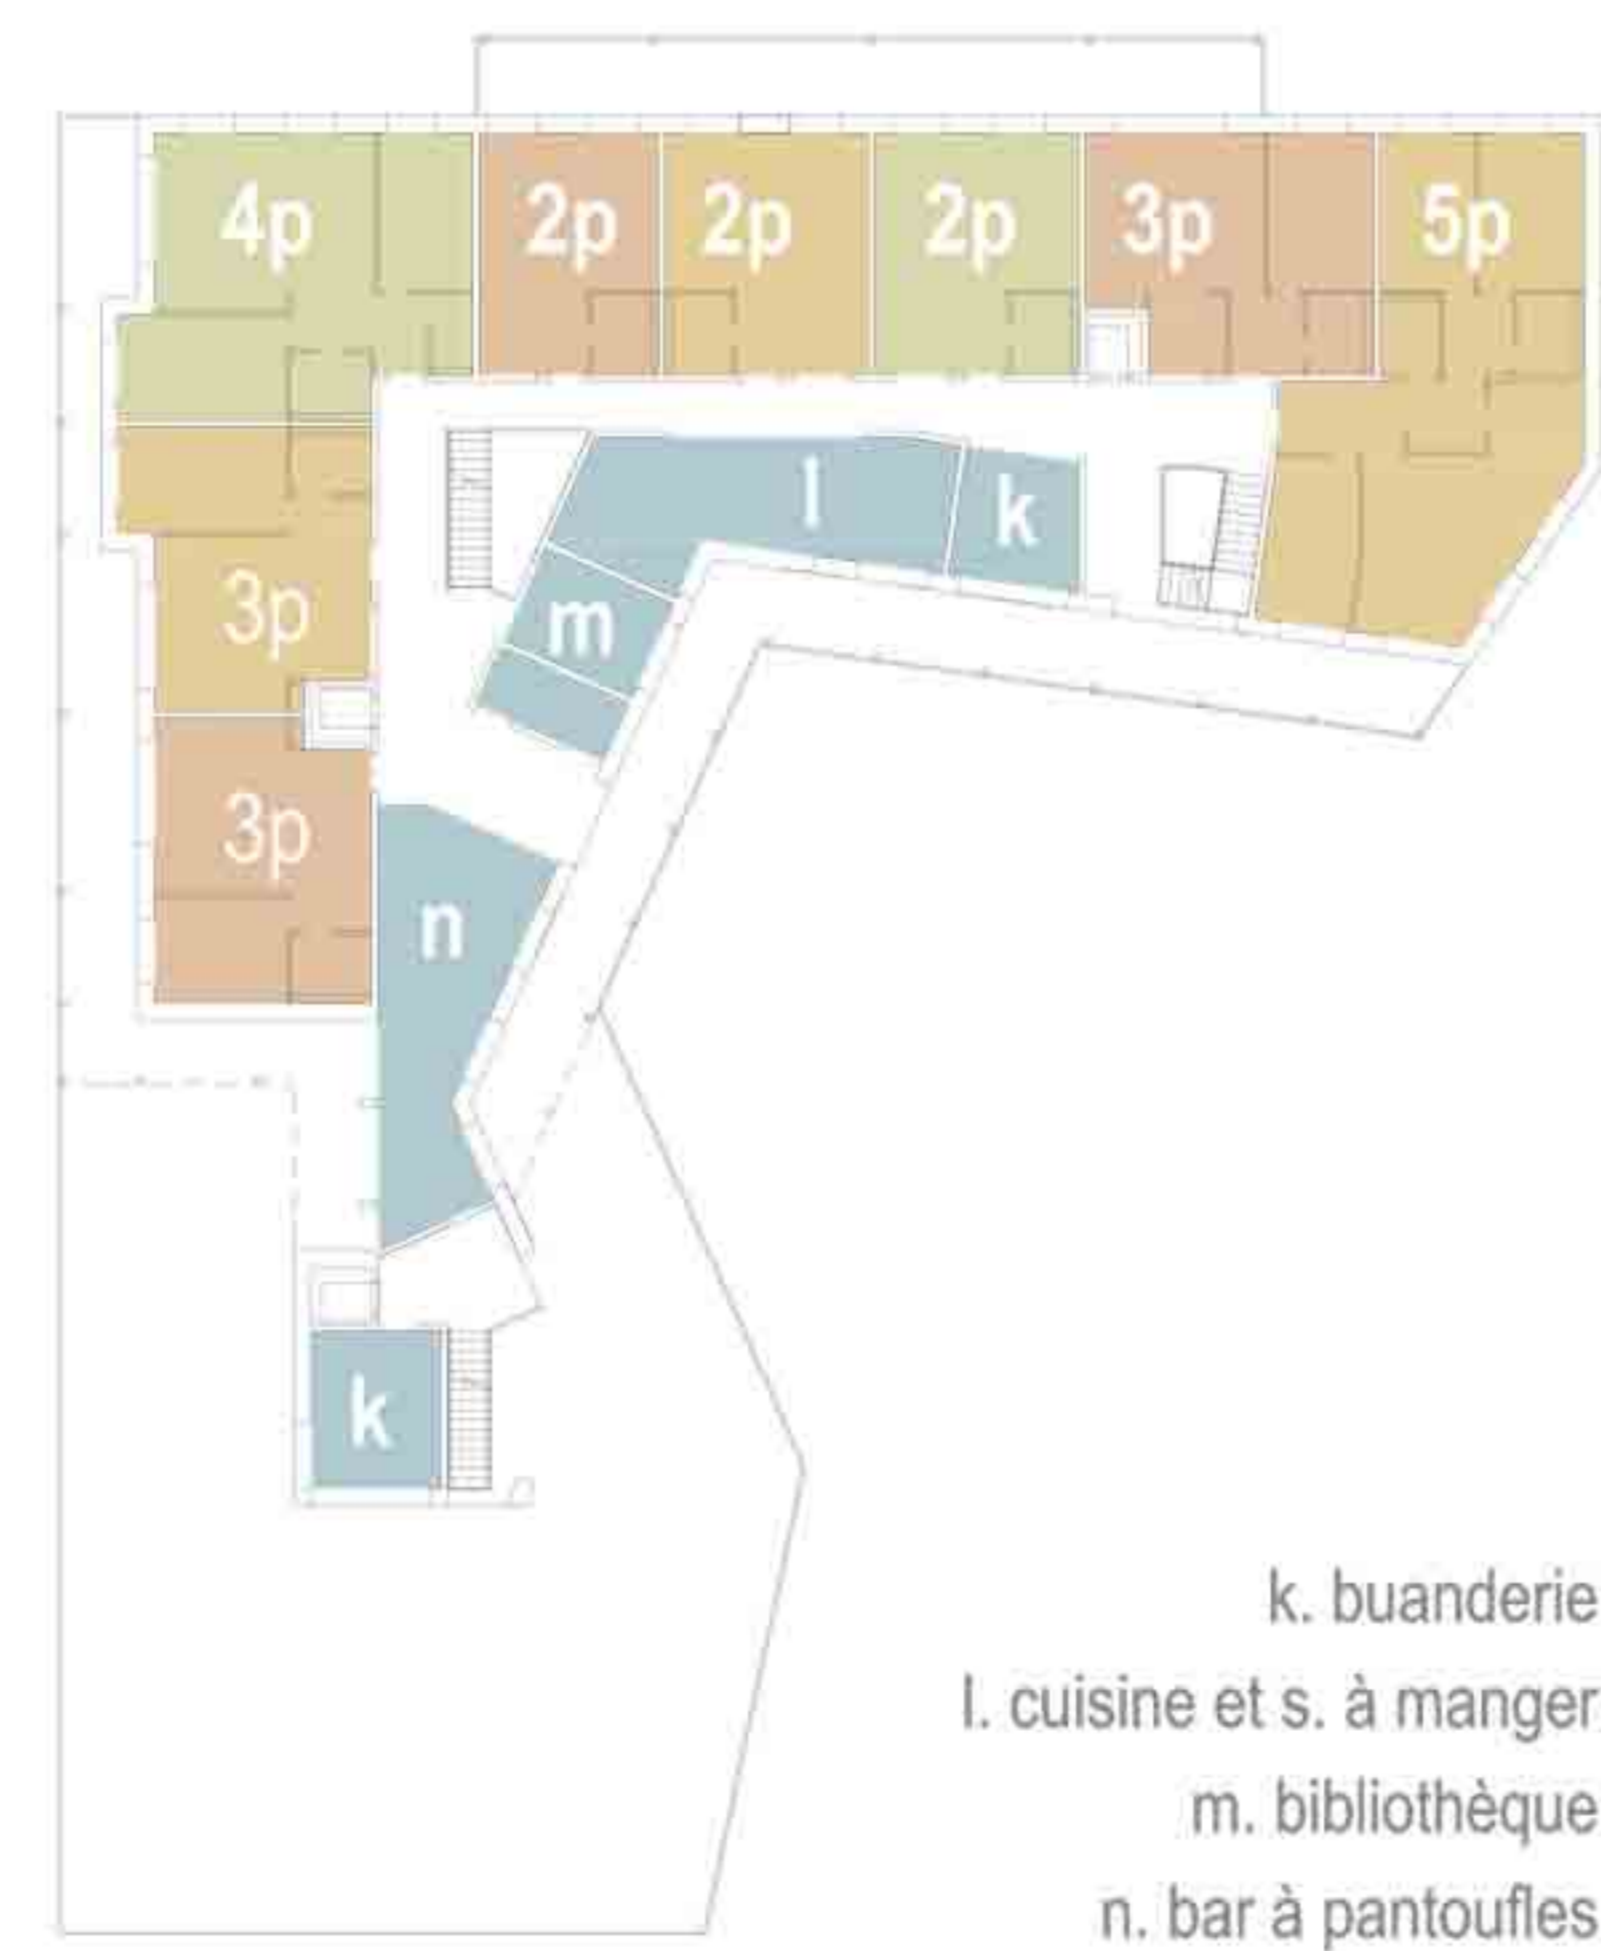 4p 2p 2p 2p 3p 5p
l k
3p m
3p
n
k
k. buanderie
l. cuisine et s. à manger
m. bibliothèque
n. bar à pantoufles